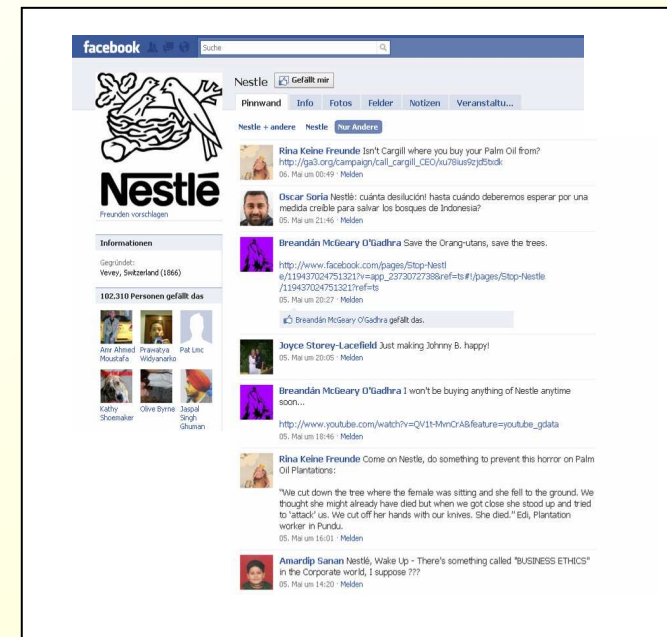 facebook
Suche
Nestle Gefällt mir
Pinnwand Info Fotos Felder Notizen Veranstaltu...
Nestle + andere Nestle Nur Andere
Nestlé
Freunden vorschlagen
Informationen
Gegründet:
Vevey, Switzerland (1866)
102.310 Personen gefällt das
Amr Ahmed Moustafa
Prawatya Widyanarko
Pat Lmc
Kathy Shoemaker
Olive Byrne
Jaspal Singh Ghuman
Rina Keine Freunde Isn't Cargill where you buy your Palm Oil from?
http://ga3.org/campaign/call_cargill_CEO/xu78ius9zjd5txdk
06. Mai um 00:49 · Melden
Oscar Soria Nestlé: cuánta desilución! hasta cuándo deberemos esperar por una
medida creíble para salvar los bosques de Indonesia?
05. Mai um 21:46 · Melden
Breandán McGeary O'Gadhra Save the Orang-utans, save the trees.
http://www.facebook.com/pages/Stop-Nestl
e/119437024751321?v=app_2373072738&ref=ts#!/pages/Stop-Nestle
/119437024751321?ref=ts
05. Mai um 20:27 · Melden
Breandán McGeary O'Gadhra gefällt das.
Joyce Storey-Lacefield Just making Johnny B. happy!
05. Mai um 20:05 · Melden
Breandán McGeary O'Gadhra I won't be buying anything of Nestle anytime
soon...
http://www.youtube.com/watch?v=QV1t-MvnCrA&feature=youtube_gdata
05. Mai um 18:46 · Melden
Rina Keine Freunde Come on Nestle, do something to prevent this horror on Palm
Oil Plantations:
"We cut down the tree where the female was sitting and she fell to the ground. We
thought she might already have died but when we got close she stood up and tried
to 'attack' us. We cut off her hands with our knives. She died." Edi, Plantation
worker in Pundu.
05. Mai um 16:01 · Melden
Amardip Sanan Nestlé, Wake Up - There's something called "BUSINESS ETHICS"
in the Corporate world, I suppose ???
05. Mai um 14:20 · Melden